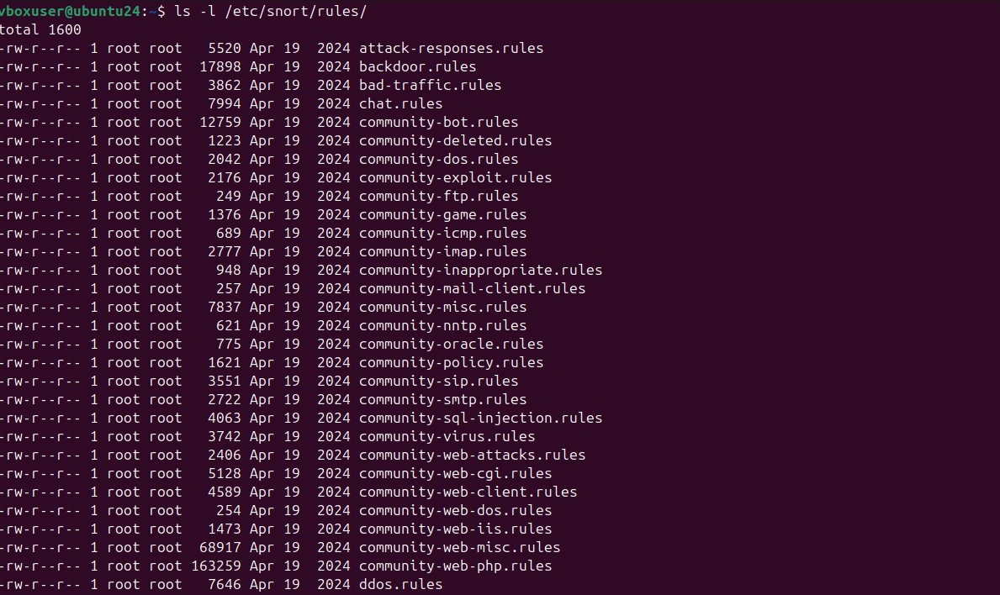 vboxuser@ubuntu24:~$ ls -l /etc/snort/rules/
total 1600
-rw-r--r-- 1 root root   5520 Apr 19  2024 attack-responses.rules
-rw-r--r-- 1 root root  17898 Apr 19  2024 backdoor.rules
-rw-r--r-- 1 root root   3862 Apr 19  2024 bad-traffic.rules
-rw-r--r-- 1 root root   7994 Apr 19  2024 chat.rules
-rw-r--r-- 1 root root  12759 Apr 19  2024 community-bot.rules
-rw-r--r-- 1 root root   1223 Apr 19  2024 community-deleted.rules
-rw-r--r-- 1 root root   2042 Apr 19  2024 community-dos.rules
-rw-r--r-- 1 root root   2176 Apr 19  2024 community-exploit.rules
-rw-r--r-- 1 root root    249 Apr 19  2024 community-ftp.rules
-rw-r--r-- 1 root root   1376 Apr 19  2024 community-game.rules
-rw-r--r-- 1 root root    689 Apr 19  2024 community-icmp.rules
-rw-r--r-- 1 root root   2777 Apr 19  2024 community-imap.rules
-rw-r--r-- 1 root root    948 Apr 19  2024 community-inappropriate.rules
-rw-r--r-- 1 root root    257 Apr 19  2024 community-mail-client.rules
-rw-r--r-- 1 root root   7837 Apr 19  2024 community-misc.rules
-rw-r--r-- 1 root root    621 Apr 19  2024 community-nntp.rules
-rw-r--r-- 1 root root    775 Apr 19  2024 community-oracle.rules
-rw-r--r-- 1 root root   1621 Apr 19  2024 community-policy.rules
-rw-r--r-- 1 root root   3551 Apr 19  2024 community-sip.rules
-rw-r--r-- 1 root root   2722 Apr 19  2024 community-smtp.rules
-rw-r--r-- 1 root root   4063 Apr 19  2024 community-sql-injection.rules
-rw-r--r-- 1 root root   3742 Apr 19  2024 community-virus.rules
-rw-r--r-- 1 root root   2406 Apr 19  2024 community-web-attacks.rules
-rw-r--r-- 1 root root   5128 Apr 19  2024 community-web-cgi.rules
-rw-r--r-- 1 root root   4589 Apr 19  2024 community-web-client.rules
-rw-r--r-- 1 root root    254 Apr 19  2024 community-web-dos.rules
-rw-r--r-- 1 root root   1473 Apr 19  2024 community-web-iis.rules
-rw-r--r-- 1 root root  68917 Apr 19  2024 community-web-misc.rules
-rw-r--r-- 1 root root 163259 Apr 19  2024 community-web-php.rules
-rw-r--r-- 1 root root   7646 Apr 19  2024 ddos.rules